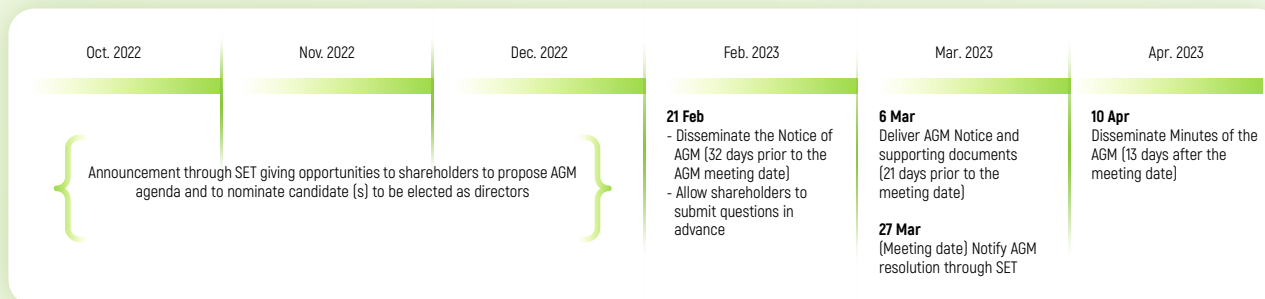 Oct. 2022
Nov. 2022
Dec. 2022
Feb. 2023
Mar. 2023
Apr. 2023
Announcement through SET giving opportunities to shareholders to propose AGM
agenda and to nominate candidate (s) to be elected as directors
21 Feb
- Disseminate the Notice of
AGM (32 days prior to the
AGM meeting date)
- Allow shareholders to
submit questions in
advance
6 Mar
Deliver AGM Notice and
supporting documents
(21 days prior to the
meeting date)
27 Mar
(Meeting date) Notify AGM
resolution through SET
10 Apr
Disseminate Minutes of the
AGM (13 days after the
meeting date)